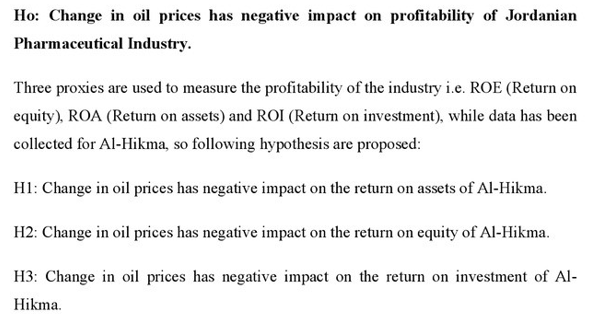 Ho: Change in oil prices has negative impact on profitability of Jordanian
Pharmaceutical Industry.
Three proxies are used to measure the profitability of the industry i.e. ROE (Return on
equity), ROA (Return on assets) and ROI (Return on investment), while data has been
collected for Al-Hikma, so following hypothesis are proposed:
H1: Change in oil prices has negative impact on the return on assets of Al-Hikma.
H2: Change in oil prices has negative impact on the return on equity of Al-Hikma.
H3: Change in oil prices has negative impact on the return on investment of Al-
Hikma.